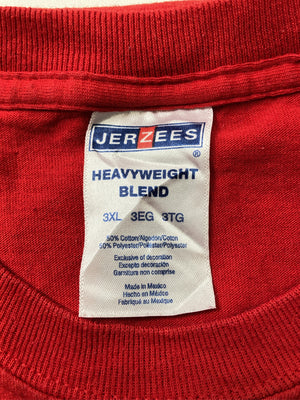 JERZEES
®
HEAVYWEIGHT
BLEND
3XL 3EG 3TG
50% Cotton/Algodón/Coton
50% Polyester/Poliéster/Polyester
Exclusive of decoration
Excepto decoración
Garniture non comprise
Made in Mexico
Hecho en México
Fabriqué au Mexique